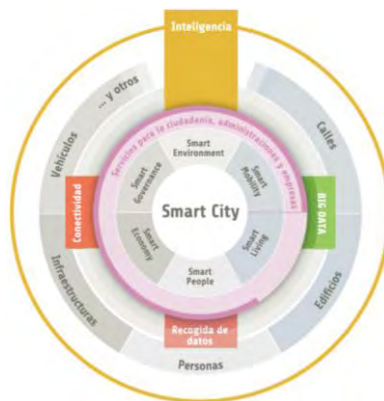 Inteligencia
... y otros
Vehículos
Calles
Servicios para la ciudadanía, administraciones y empresas
Smart
Environment
Smart
Governance
Smart
Mobility
Conectividad
Smart City
BIG DATA
Smart
Economy
Smart
Living
Smart
People
Infraestructuras
Edificios
Recogida de
datos
Personas